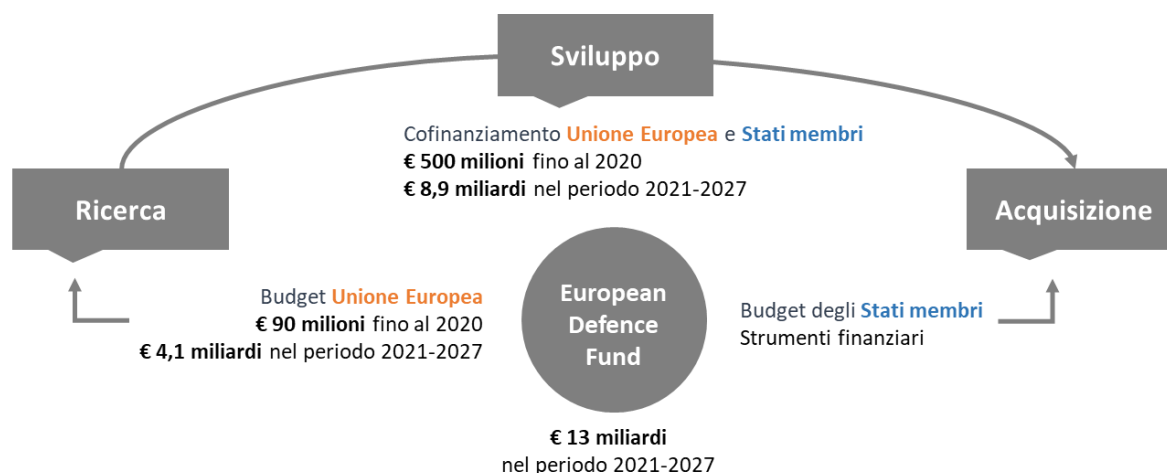 Sviluppo
Cofinanziamento Unione Europea e Stati membri
€ 500 milioni fino al 2020
€ 8,9 miliardi nel periodo 2021-2027
Ricerca
Acquisizione
Budget Unione Europea
€ 90 milioni fino al 2020
€ 4,1 miliardi nel periodo 2021-2027
European
Defence
Fund
Budget degli Stati membri
Strumenti finanziari
€ 13 miliardi
nel periodo 2021-2027